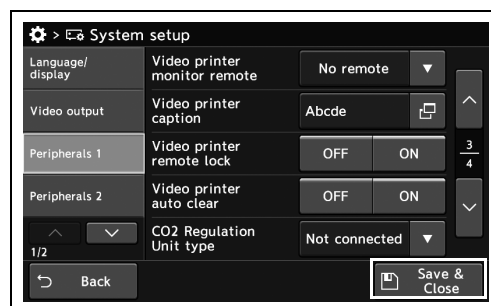 > System setup
Language/
display
Video output
Peripherals 1
Peripherals 2
1/2
Video printer
monitor remote
No remote
Video printer
caption
Abcde
Video printer
remote lock
OFF ON
Video printer
auto clear
OFF ON
CO2 Regulation
Unit type
Not connected
3
4
Back
Save &
Close